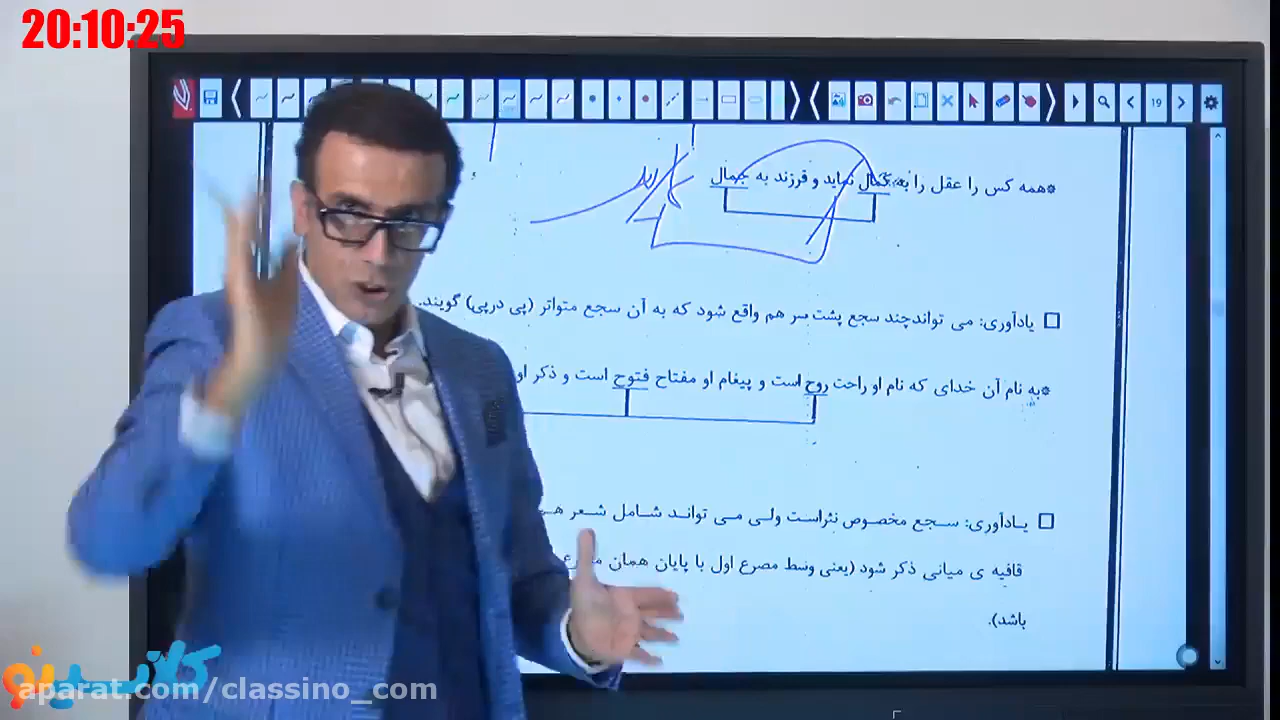 20:10:25
19
*همه کس را عقل را به کمال نماید و فرزند به جمال
□ یادآوری: می تواندچند سجع پشت سر هم واقع شود که به آن سجع متواتر (پی درپی) گویند.
*به نام آن خدای که نام او راحت روح است و پیغام او مفتاح فتوح است و ذکر او
□ یادآوری: سجع مخصوص نثراست ولی می تواند شامل شعر
قافیه ی میانی ذکر شود (یعنی وسط مصرع اول با پایان همان
باشد).
کلاسینو
aparat.com/classino_com